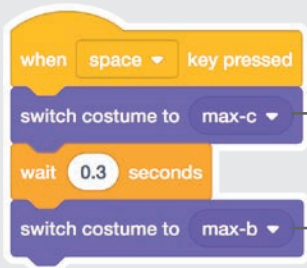 when space key pressed
switch costume to max-c
wait 0.3 seconds
switch costume to max-b